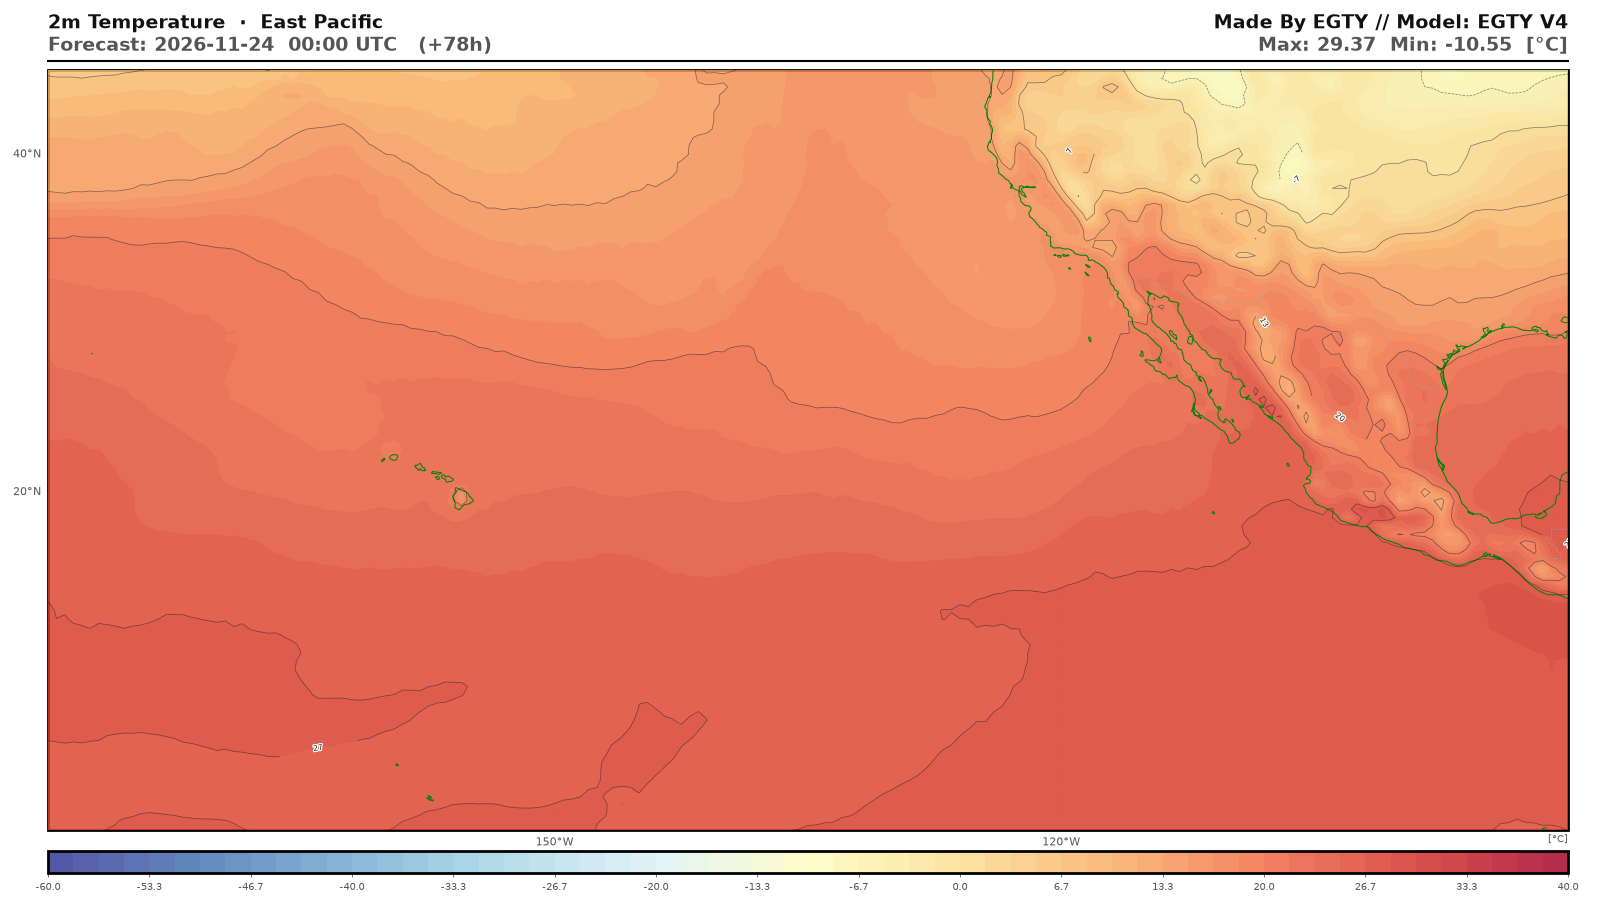 2m Temperature · East Pacific
Made By EGTY // Model: EGTY V4
Forecast: 2026-11-24 00:00 UTC (+78h)
Max: 29.37 Min: -10.55 [°C]
40°N
7
-7
13
20
20°N
27
150°W
120°W
[°C]
-60.0 -53.3 -46.7 -40.0 -33.3 -26.7 -20.0 -13.3 -6.7 0.0 6.7 13.3 20.0 26.7 33.3 40.0